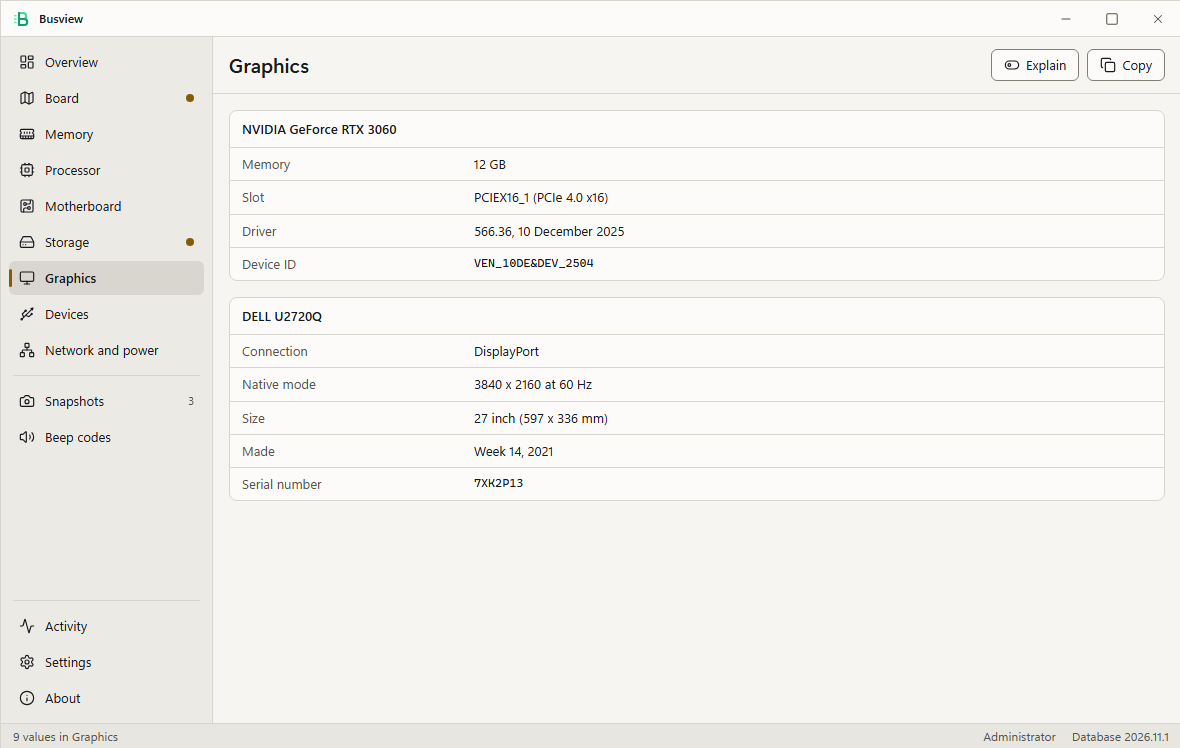 Busview
Overview
Board
Memory
Processor
Motherboard
Storage
Graphics
Devices
Network and power
Snapshots 3
Beep codes
Activity
Settings
About
Graphics
Explain
Copy
NVIDIA GeForce RTX 3060
Memory 12 GB
Slot PCIEX16_1 (PCIe 4.0 x16)
Driver 566.36, 10 December 2025
Device ID VEN_10DE&DEV_2504
DELL U2720Q
Connection DisplayPort
Native mode 3840 x 2160 at 60 Hz
Size 27 inch (597 x 336 mm)
Made Week 14, 2021
Serial number 7XK2P13
9 values in Graphics
Administrator
Database 2026.11.1